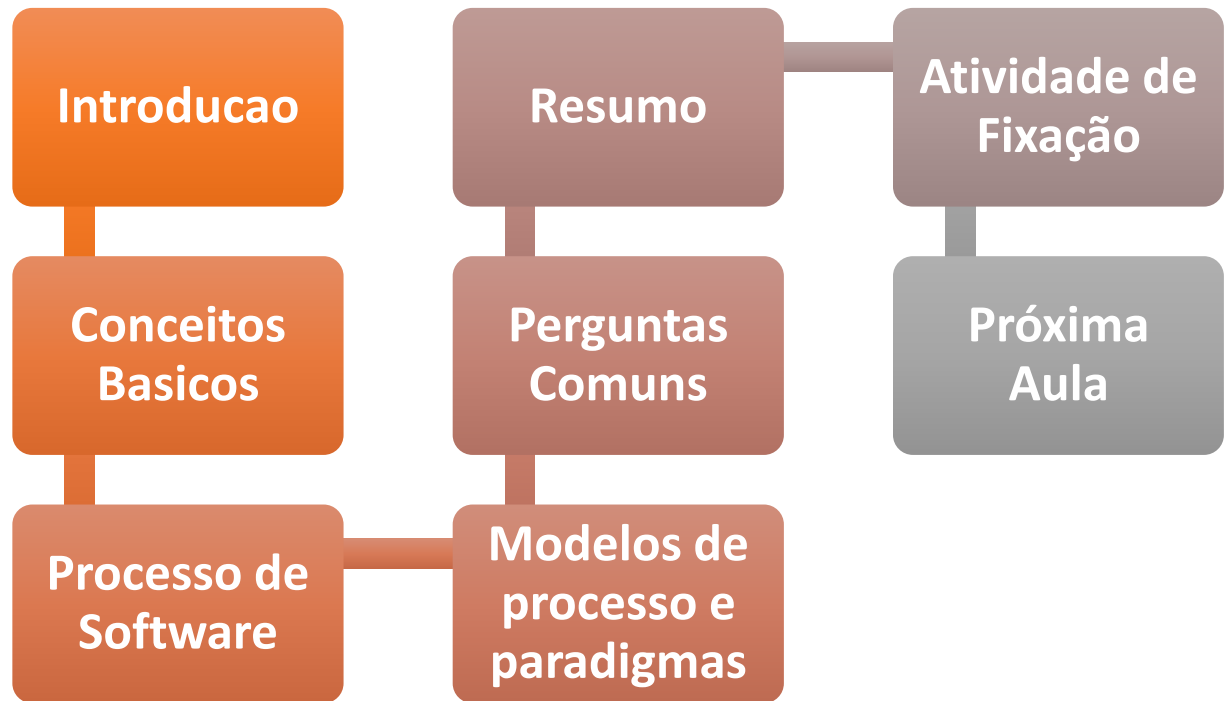 Introducao
Conceitos
Basicos
Processo de
Software
Modelos de
processo e
paradigmas
Perguntas
Comuns
Resumo
Atividade de
Fixação
Próxima
Aula